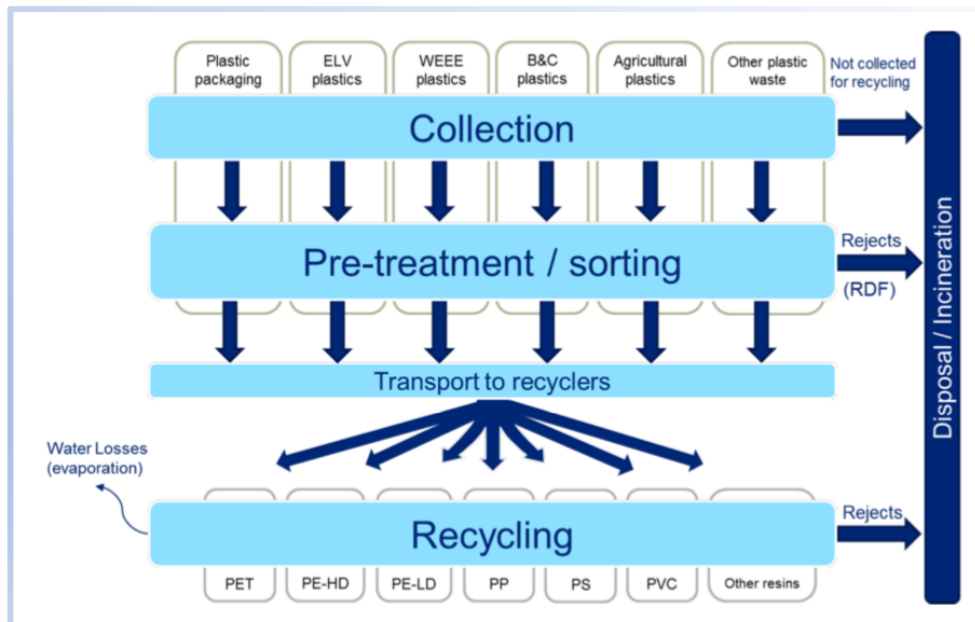 Plastic
packaging
ELV
plastics
WEEE
plastics
B&C
plastics
Agricultural
plastics
Other plastic
waste
Not collected
for recycling
Collection
Pre-treatment / sorting
Rejects
(RDF)
Transport to recyclers
Disposal / Incineration
Water Losses
(evaporation)
Recycling
Rejects
PET
PE-HD
PE-LD
PP
PS
PVC
Other resins